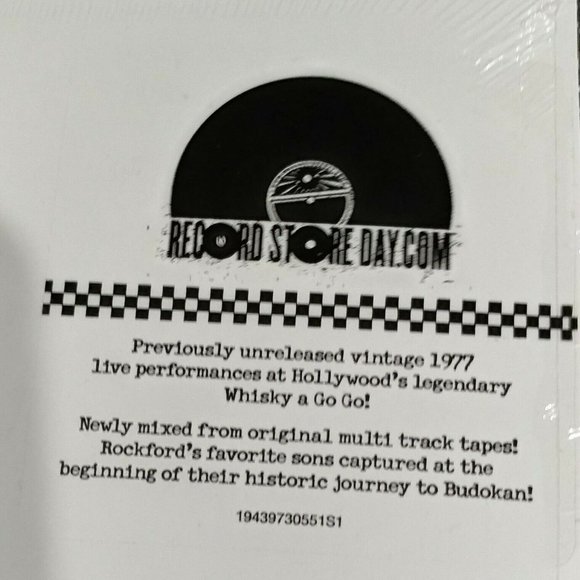 RECORD STORE DAY.COM
Previously unreleased vintage 1977
live performances at Hollywood's legendary
Whisky a Go Go!
Newly mixed from original multi track tapes!
Rockford's favorite sons captured at the
beginning of their historic journey to Budokan!
19439730551S1